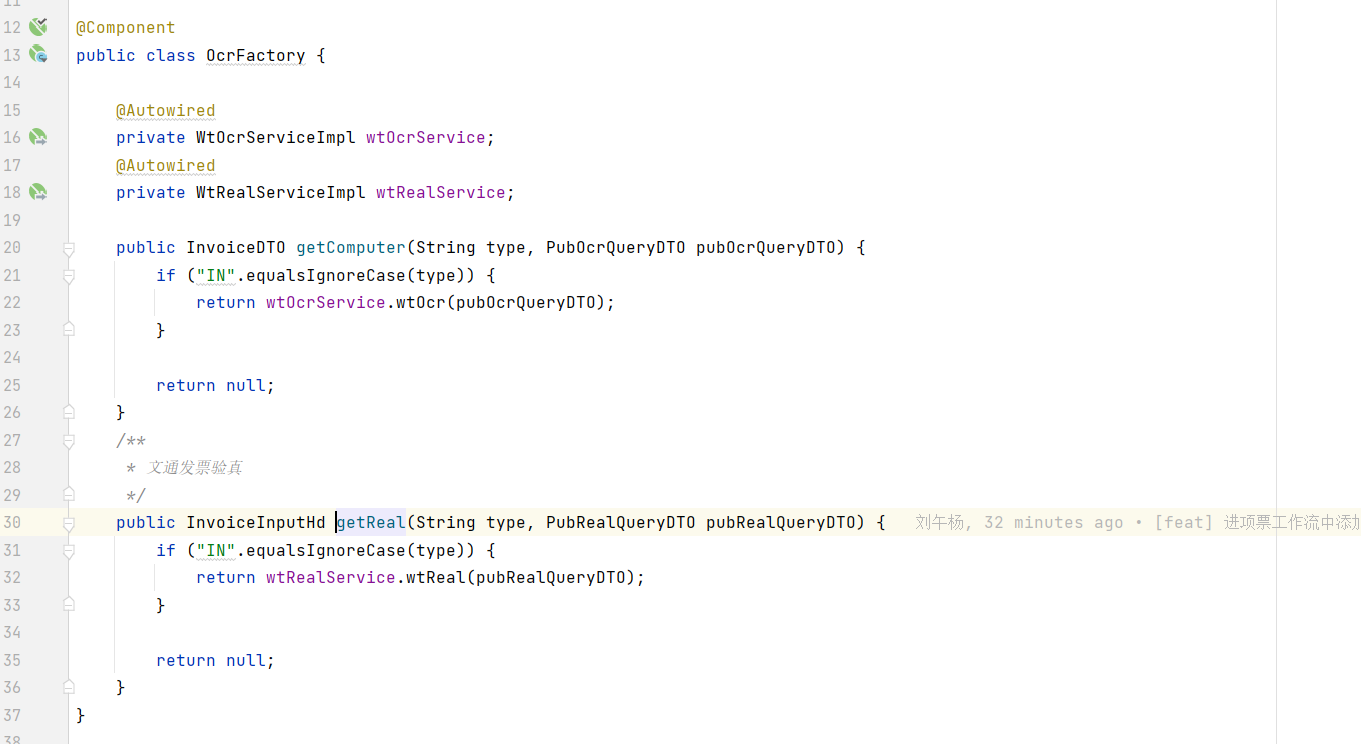 11
12 @Component
13 public class OcrFactory {
14
15 @Autowired
16 private WtOcrServiceImpl wtOcrService;
17 @Autowired
18 private WtRealServiceImpl wtRealService;
19
20 public InvoiceDTO getComputer(String type, PubOcrQueryDTO pubOcrQueryDTO) {
21 if ("IN".equalsIgnoreCase(type)) {
22 return wtOcrService.wtOcr(pubOcrQueryDTO);
23 }
24
25 return null;
26 }
27 /**
28 * 文通发票验真
29 */
30 public InvoiceInputHd getReal(String type, PubRealQueryDTO pubRealQueryDTO) { 刘午杨, 32 minutes ago • [feat] 进项票工作流中添加
31 if ("IN".equalsIgnoreCase(type)) {
32 return wtRealService.wtReal(pubRealQueryDTO);
33 }
34
35 return null;
36 }
37 }
38